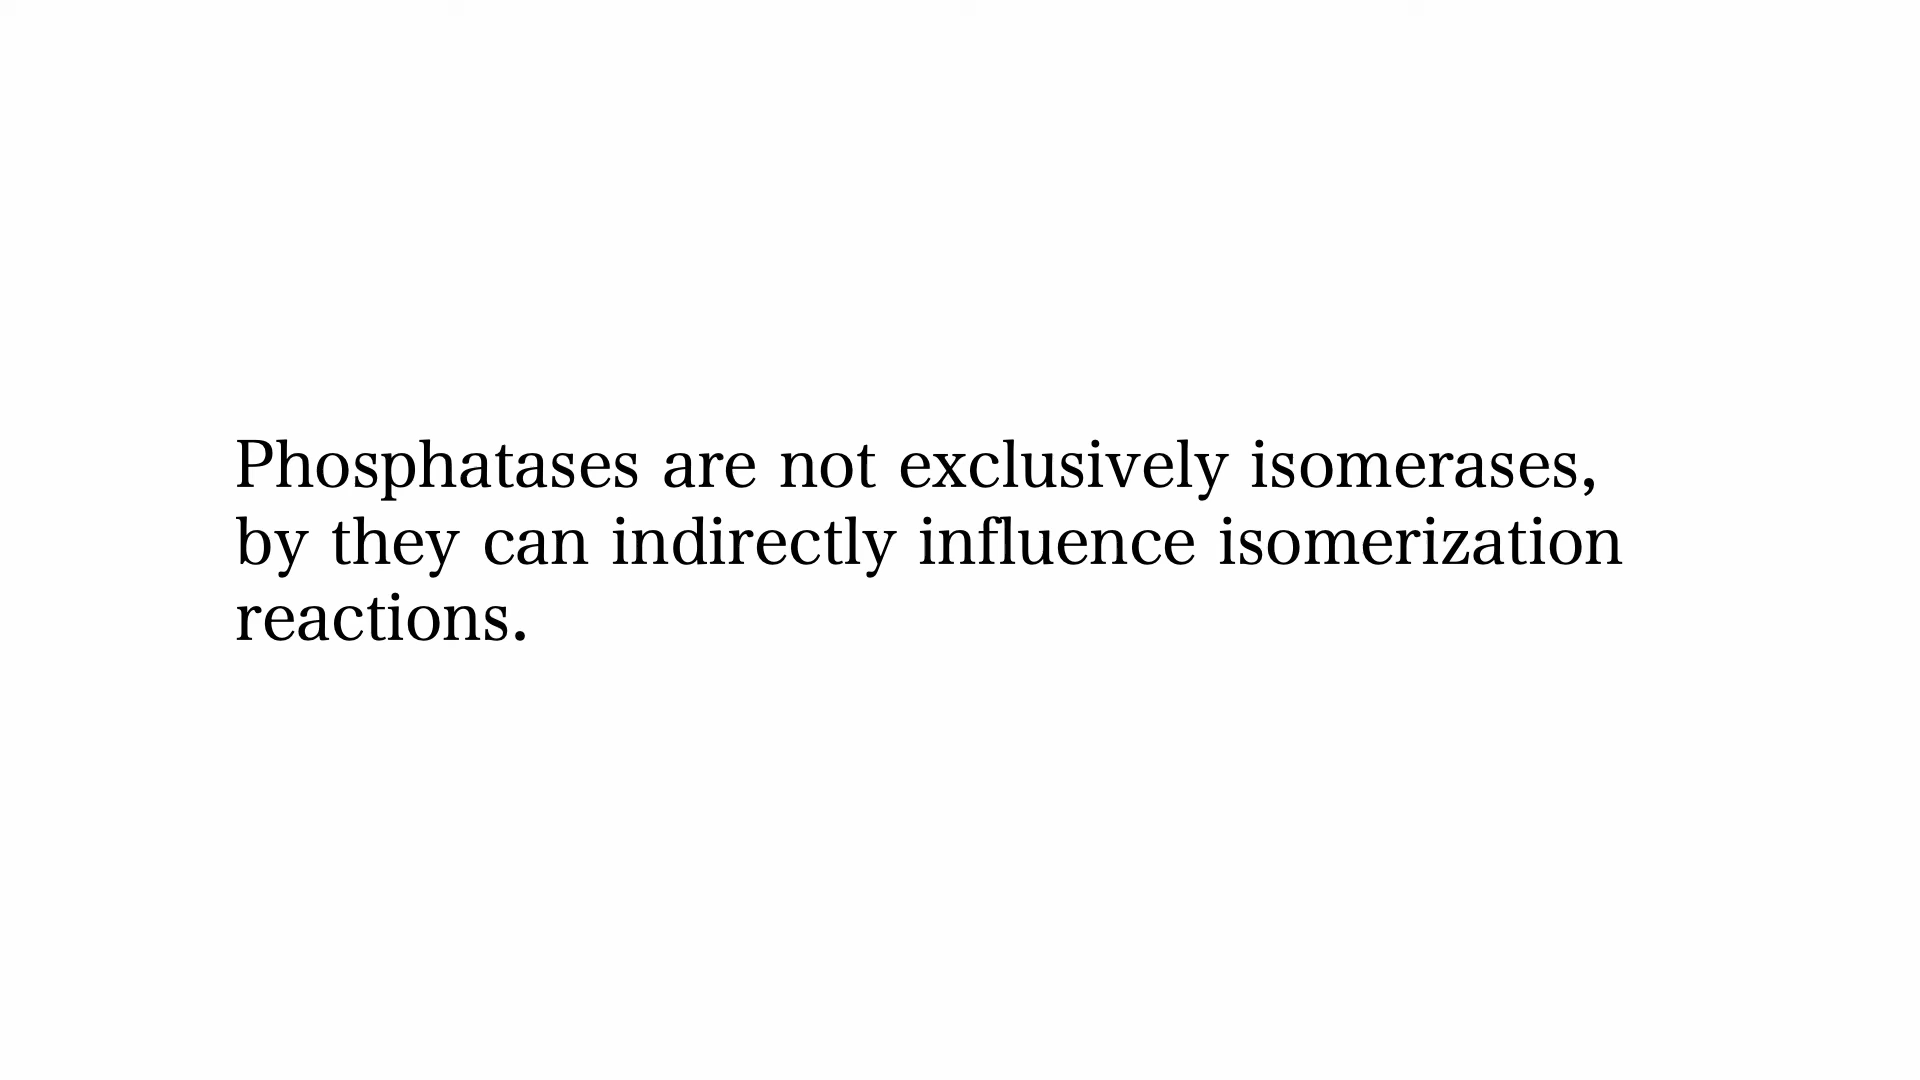 Phosphatases are not exclusively isomerases,
by they can indirectly influence isomerization
reactions.